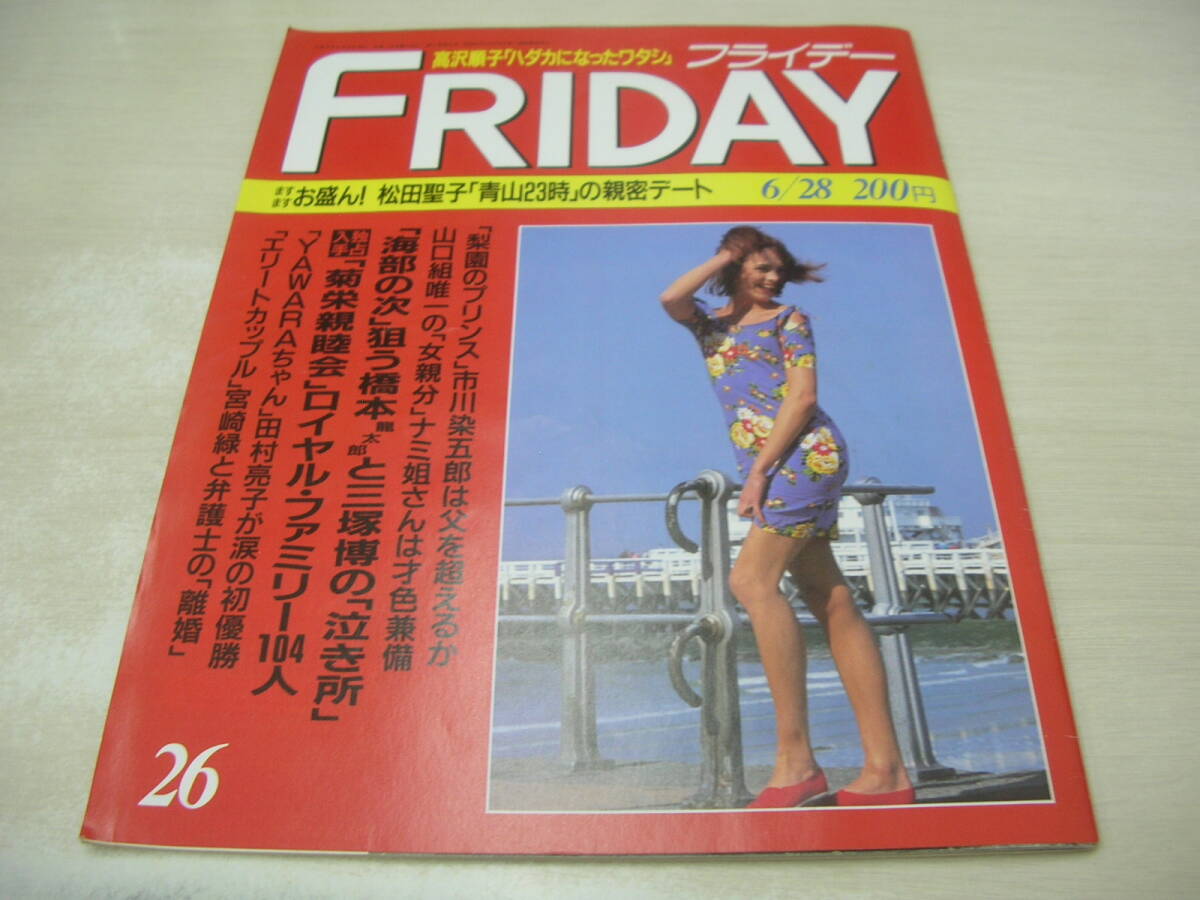 高沢順子「ハダカになったワタシ」
フライデー
FRIDAY
ますますお盛ん! 松田聖子「青山23時」の親密デート
6/28 200円
「梨園のプリンス」市川染五郎は父を超えるか
山口組唯一の「女親分」ナミ姐さんは才色兼備
「海部の次」狙う橋本龍太郎と三塚博の「泣き所」
独占入手「菊栄親睦会」ロイヤル・ファミリー104人
「YAWARAちゃん」田村亮子が涙の初優勝
「エリートカップル」宮崎緑と弁護士の「離婚」
26